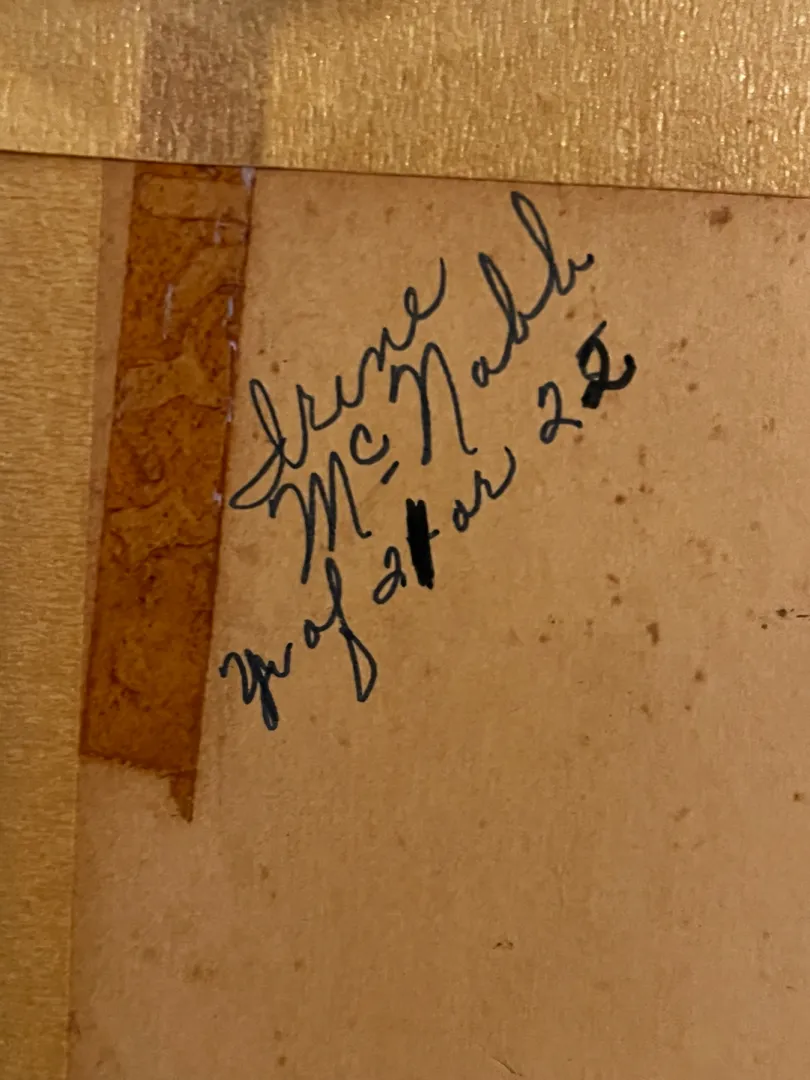 Irene
McNabb
yr of 21 or 22